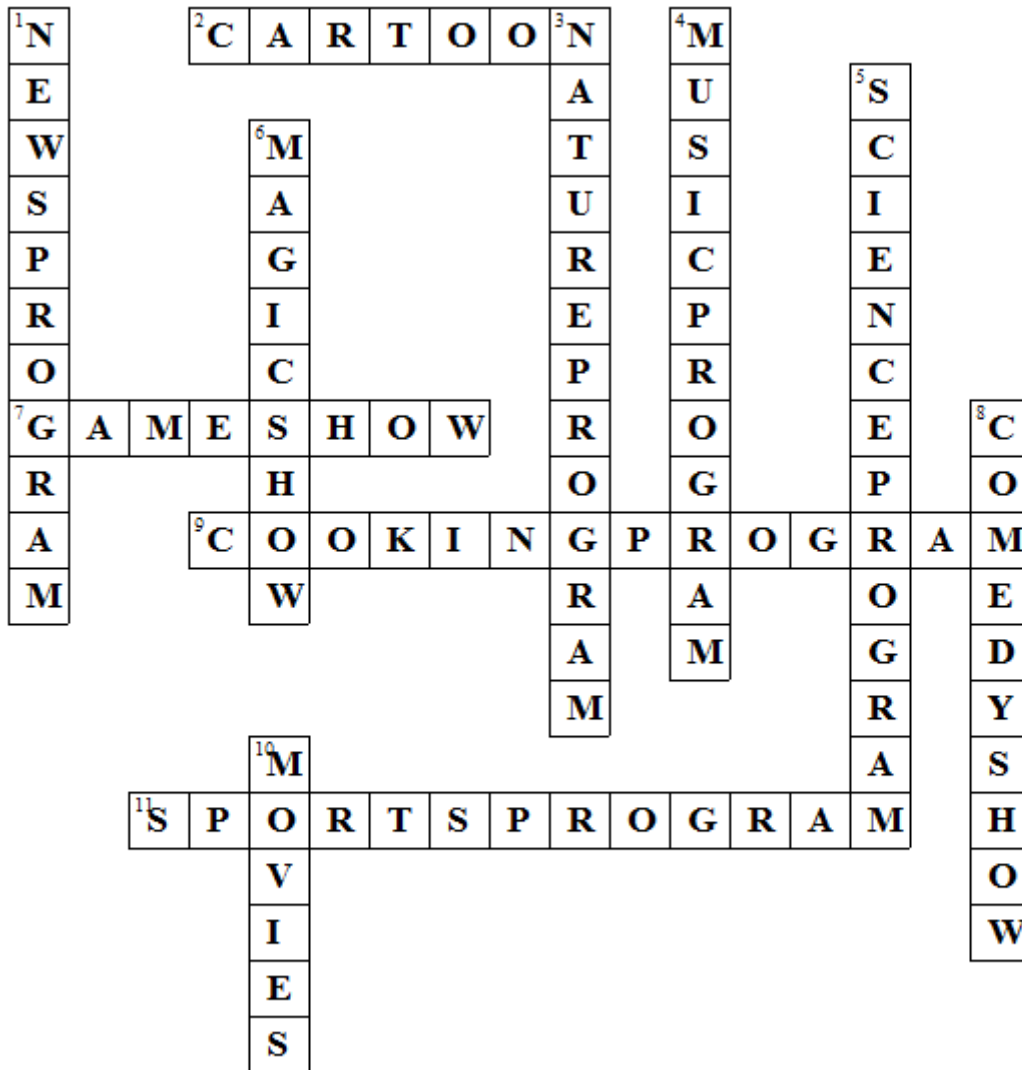 1 NEWSPROGRAM
2 CARTOON
3 NATUREPROGRAM
4 MUSICPROGRAM
5 SCIENCEPROGRAM
6 MAGICSHOW
7 GAMESHOW
8 COMEDYSHOW
9 COOKINGPROGRAM
10 MOVIES
11 SPORTSPROGRAM